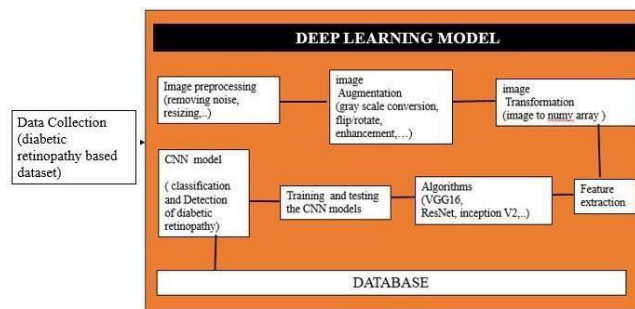 DEEP LEARNING MODEL
Data Collection
(diabetic
retinopathy based
dataset)
Image preprocessing
(removing noise,
resizing,..)
image
Augmentation
(gray scale conversion,
flip/rotate,
enhancement,…)
image
Transformation
(image to numy array )
Feature
extraction
Algorithms
(VGG16,
ResNet, inception V2,..)
Training and testing
the CNN models
CNN model
( classification
and Detection
of diabetic
retinopathy)
DATABASE